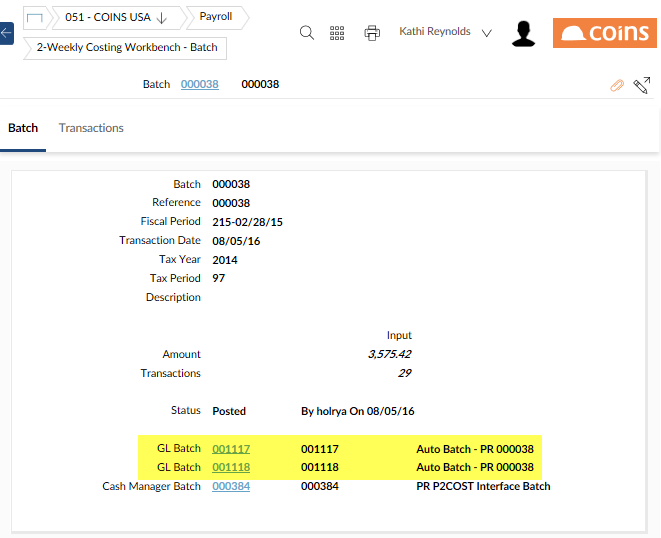 051 - COINS USA
Payroll
2-Weekly Costing Workbench - Batch
Kathi Reynolds
COINS
Batch 000038 000038
Batch Transactions
Batch 000038
Reference 000038
Fiscal Period 215-02/28/15
Transaction Date 08/05/16
Tax Year 2014
Tax Period 97
Description
Input
Amount 3,575.42
Transactions 29
Status Posted By holrya On 08/05/16
GL Batch 001117 001117 Auto Batch - PR 000038
GL Batch 001118 001118 Auto Batch - PR 000038
Cash Manager Batch 000384 000384 PR P2COST Interface Batch